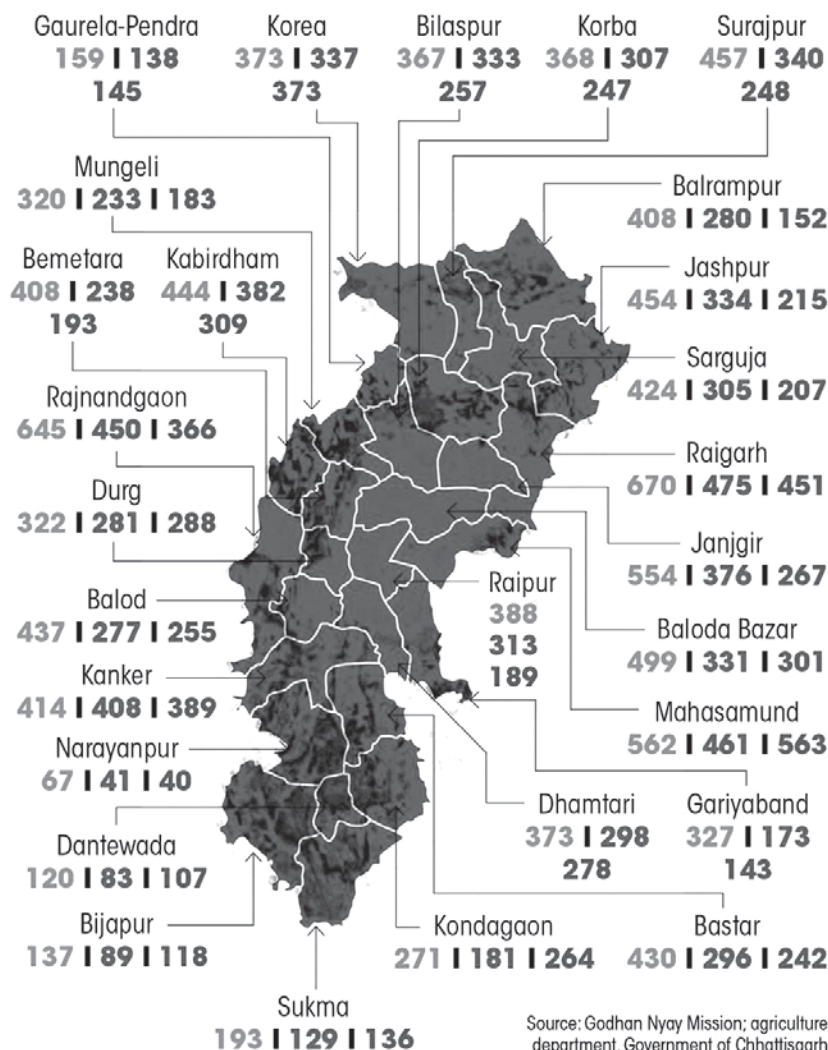 Gaurela-Pendra
159 | 138
145
Korea
373 | 337
373
Bilaspur
367 | 333
257
Korba
368 | 307
247
Surajpur
457 | 340
248
Mungeli
320 | 233 | 183
Balrampur
408 | 280 | 152
Bemetara
408 | 238
193
Kabirdham
444 | 382
309
Jashpur
454 | 334 | 215
Sarguja
424 | 305 | 207
Rajnandgaon
645 | 450 | 366
Raigarh
670 | 475 | 451
Durg
322 | 281 | 288
Janjgir
554 | 376 | 267
Raipur
388
313
189
Balod
437 | 277 | 255
Baloda Bazar
499 | 331 | 301
Kanker
414 | 408 | 389
Mahasamund
562 | 461 | 563
Narayanpur
67 | 41 | 40
Dhamtari
373 | 298
278
Gariyaband
327 | 173
143
Dantewada
120 | 83 | 107
Bijapur
137 | 89 | 118
Kondagaon
271 | 181 | 264
Bastar
430 | 296 | 242
Sukma
193 | 129 | 136
Source: Godhan Nyay Mission; agriculture
department, Government of Chhattisgarh